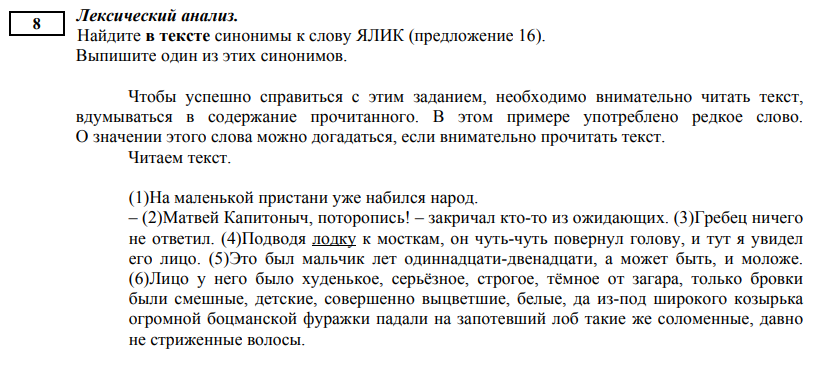 8
Лексический анализ.
Найдите в тексте синонимы к слову ЯЛИК (предложение 16).
Выпишите один из этих синонимов.
Чтобы успешно справиться с этим заданием, необходимо внимательно читать текст,
вдумываться в содержание прочитанного. В этом примере употреблено редкое слово.
О значении этого слова можно догадаться, если внимательно прочитать текст.
Читаем текст.
(1)На маленькой пристани уже набился народ.
– (2)Матвей Капитоныч, поторопись! – закричал кто-то из ожидающих. (3)Гребец ничего
не ответил. (4)Подводя лодку к мосткам, он чуть-чуть повернул голову, и тут я увидел
его лицо. (5)Это был мальчик лет одиннадцати-двенадцати, а может быть, и моложе.
(6)Лицо у него было худенькое, серьёзное, строгое, тёмное от загара, только бровки
были смешные, детские, совершенно выцветшие, белые, да из-под широкого козырька
огромной боцманской фуражки падали на запотевший лоб такие же соломенные, давно
не стриженные волосы.